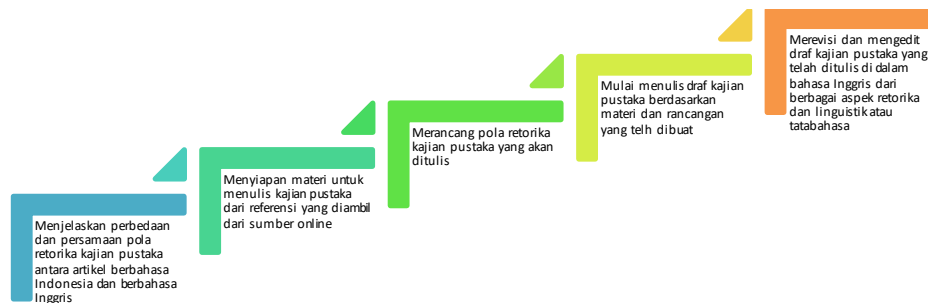 Menjelaskan perbedaan
dan persamaan pola
retorika kajian pustaka
antara artikel berbahasa
Indonesia dan berbahasa
Inggris
Menyiapan materi untuk
menulis kajian pustaka
dari referensi yang diambil
dari sumber online
Merancang pola retorika
kajian pustaka yang akan
ditulis
Mulai menulis draf kajian
pustaka berdasarkan
materi dan rancangan
yang telh dibuat
Merevisi dan mengedit
draf kajian pustaka yang
telah ditulis di dalam
bahasa Inggris dari
berbagai aspek retorika
dan linguistik atau
tatabahasa